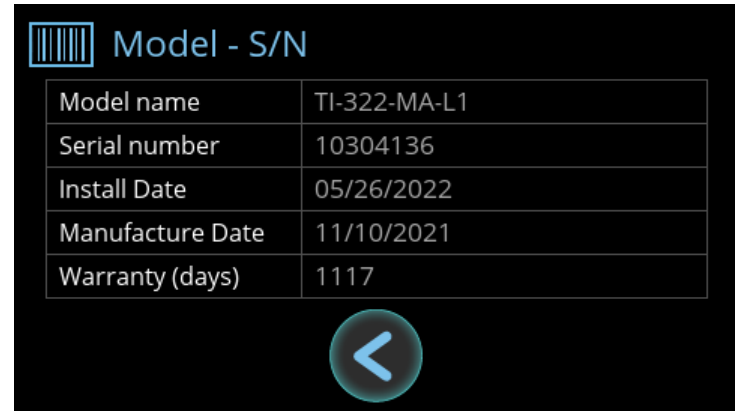 Model - S/N
Model name TI-322-MA-L1
Serial number 10304136
Install Date 05/26/2022
Manufacture Date 11/10/2021
Warranty (days) 1117